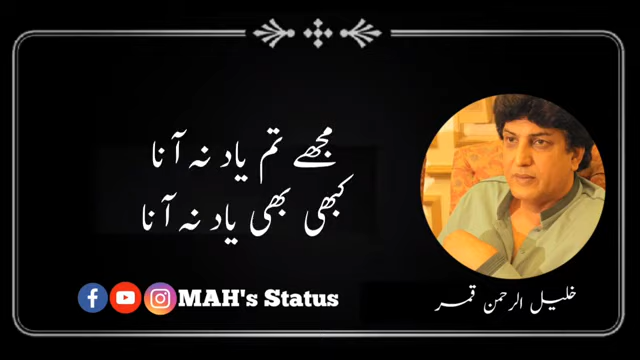 مجھے تم یاد نہ آنا
کبھی بھی یاد نہ آنا
خلیل الرحمن قمر
MAH's Status